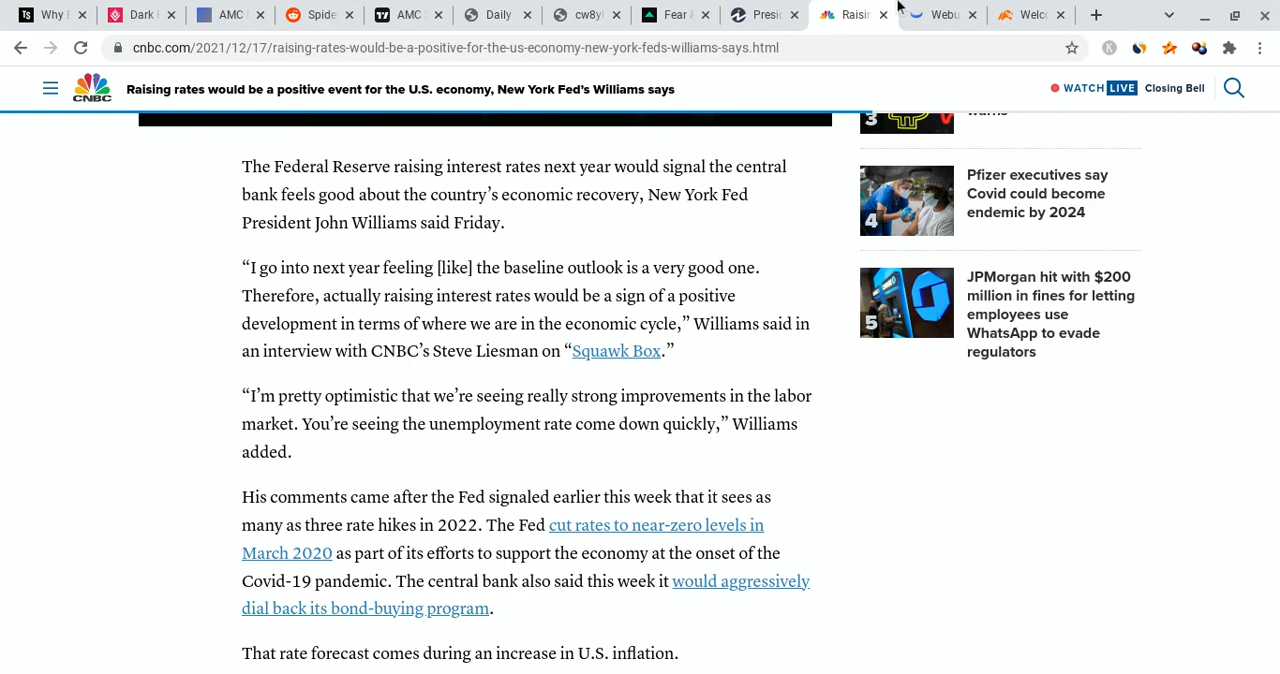 Why
Dark
AMC
Spide
AMC
Daily
cw8y
Fear &
Presid
Raisin
Webu
Welc
cnbc.com/2021/12/17/raising-rates-would-be-a-positive-for-the-us-economy-new-york-feds-williams-says.html
K
CNBC
Raising rates would be a positive event for the U.S. economy, New York Fed’s Williams says
WATCH LIVE Closing Bell
The Federal Reserve raising interest rates next year would signal the central
bank feels good about the country’s economic recovery, New York Fed
President John Williams said Friday.
“I go into next year feeling [like] the baseline outlook is a very good one.
Therefore, actually raising interest rates would be a sign of a positive
development in terms of where we are in the economic cycle,” Williams said in
an interview with CNBC’s Steve Liesman on “Squawk Box.”
“I’m pretty optimistic that we’re seeing really strong improvements in the labor
market. You’re seeing the unemployment rate come down quickly,” Williams
added.
His comments came after the Fed signaled earlier this week that it sees as
many as three rate hikes in 2022. The Fed cut rates to near-zero levels in
March 2020 as part of its efforts to support the economy at the onset of the
Covid-19 pandemic. The central bank also said this week it would aggressively
dial back its bond-buying program.
That rate forecast comes during an increase in U.S. inflation.
3
warns
4
Pfizer executives say
Covid could become
endemic by 2024
5
JPMorgan hit with $200
million in fines for letting
employees use
WhatsApp to evade
regulators